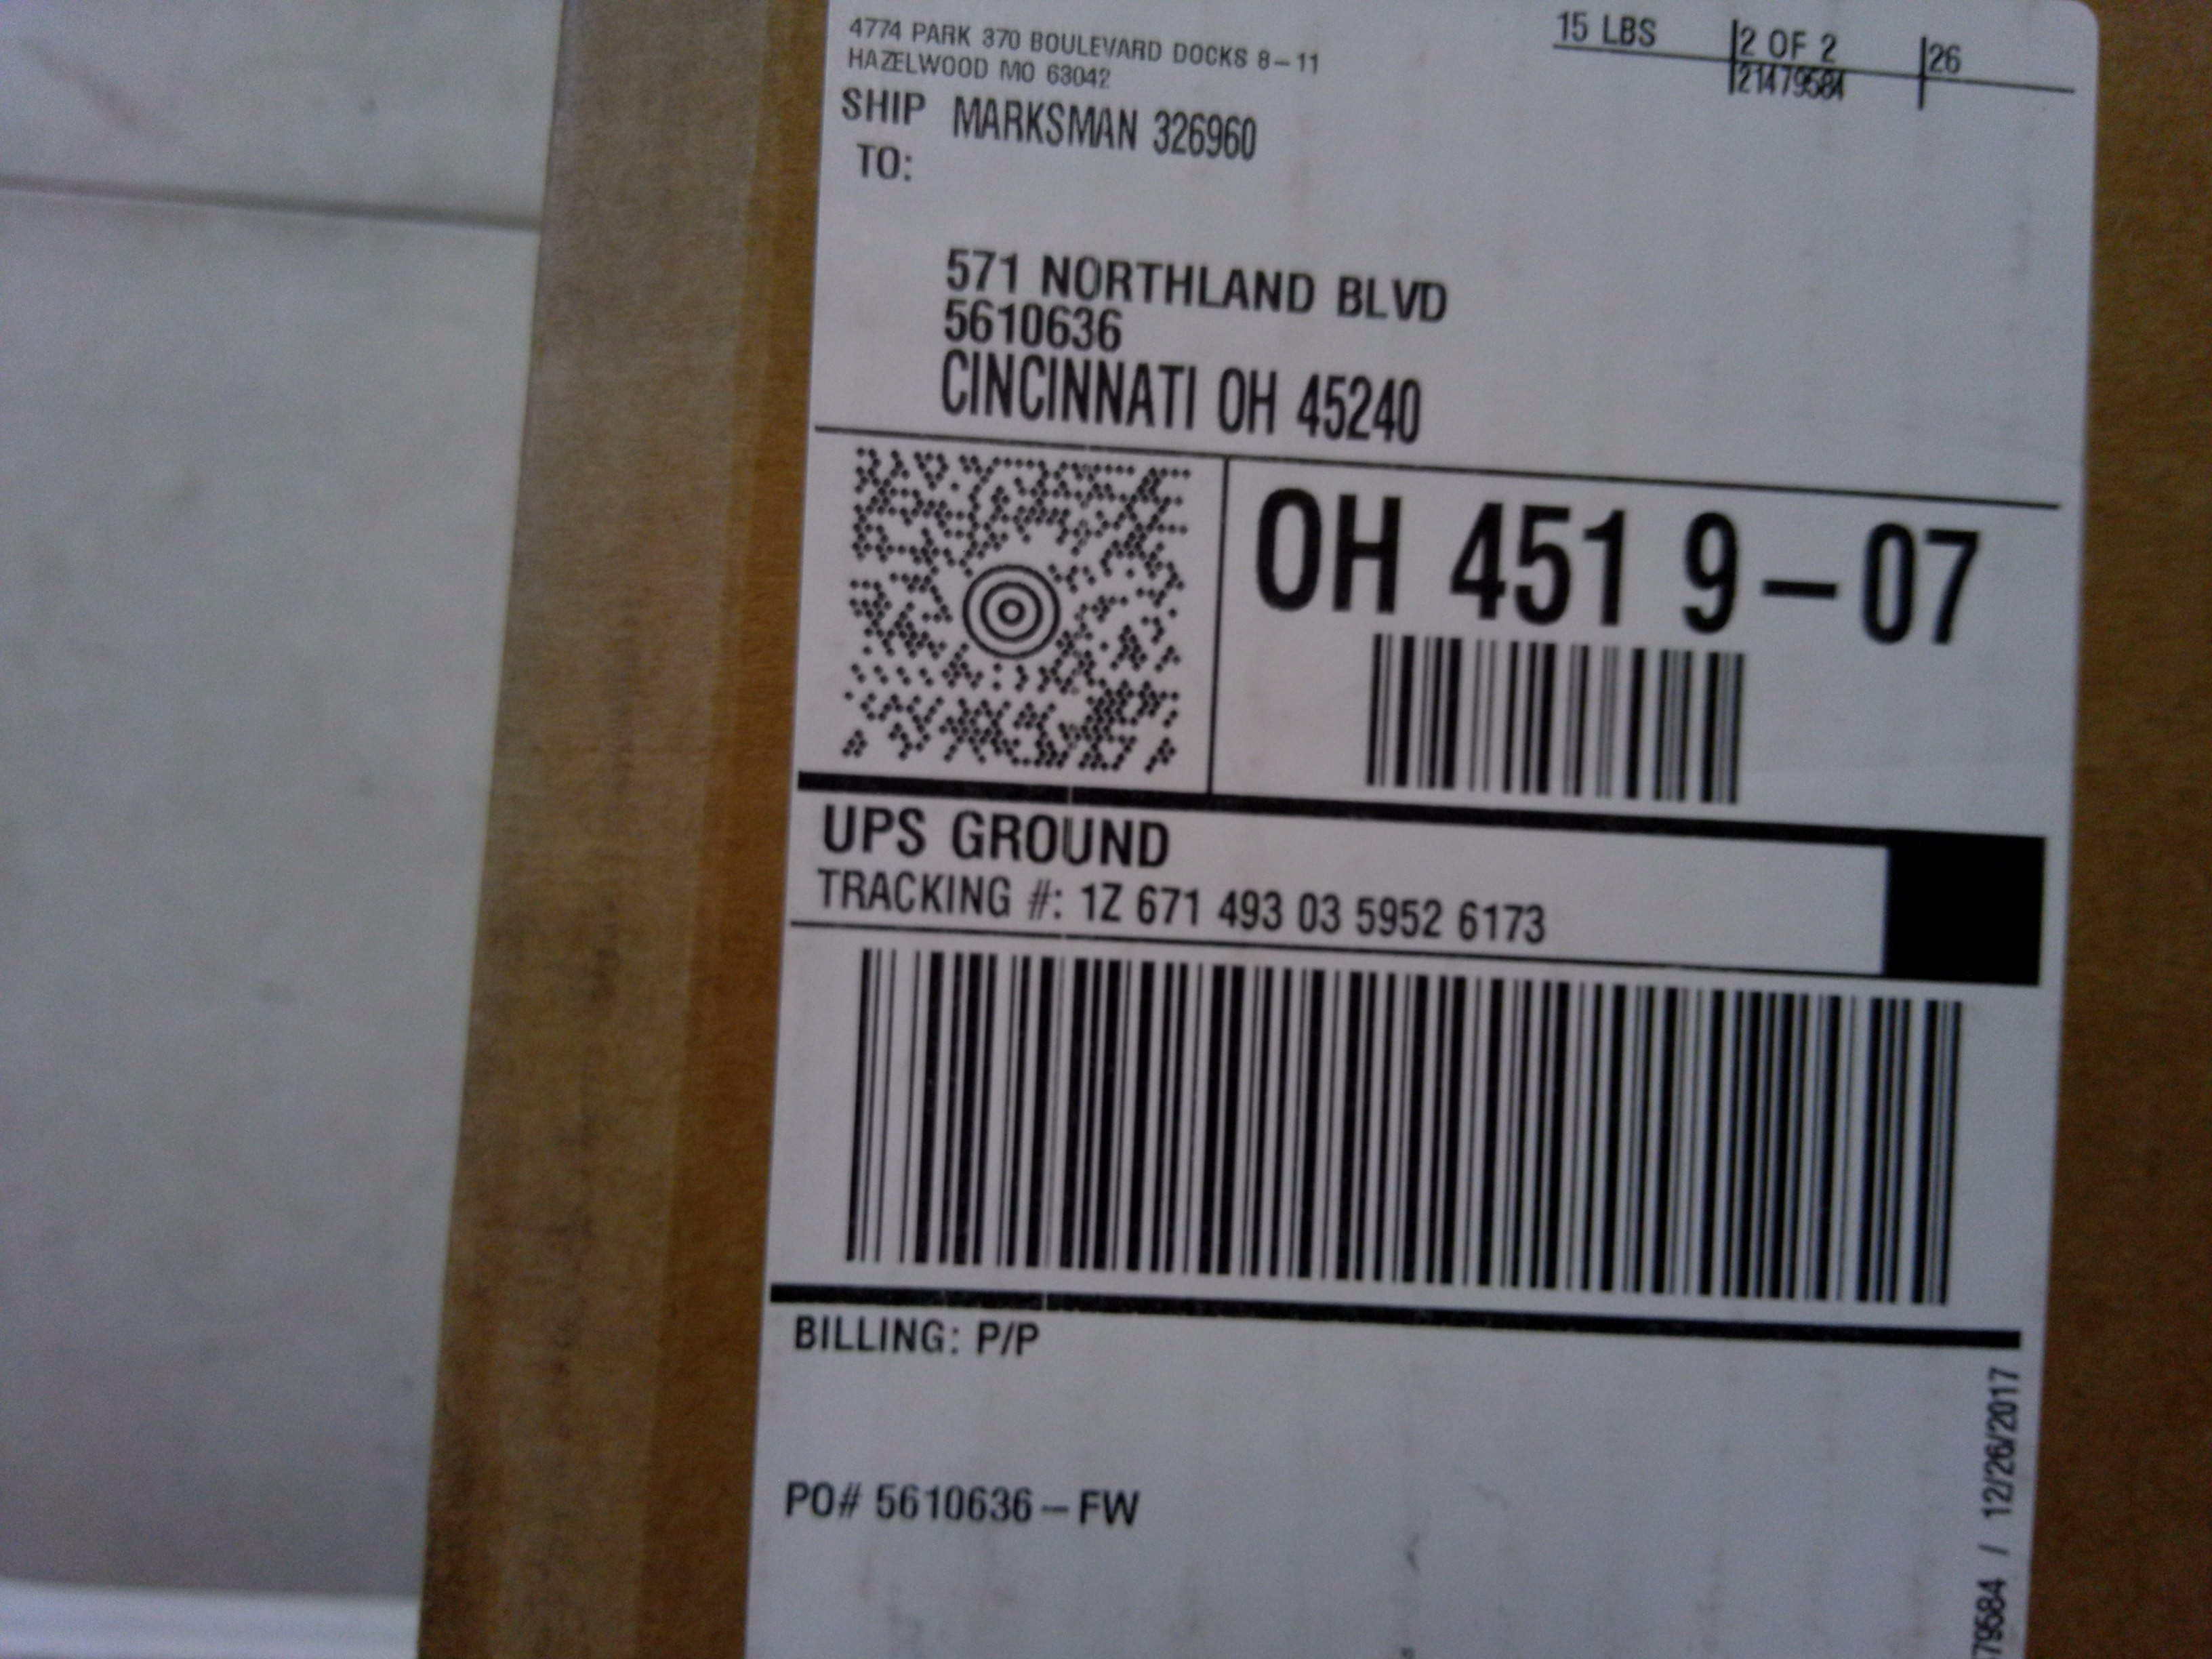 4774 PARK 370 BOULEVARD DOCKS 8-11
HAZELWOOD MO 63042
15 LBS
2 OF 2
26
21479584
SHIP TO:
MARKSMAN 326960
571 NORTHLAND BLVD
5610636
CINCINNATI OH 45240
OH 451 9-07
UPS GROUND
TRACKING #: 1Z 671 493 03 5952 6173
BILLING: P/P
PO# 5610636-FW
79584 / 12/26/2017